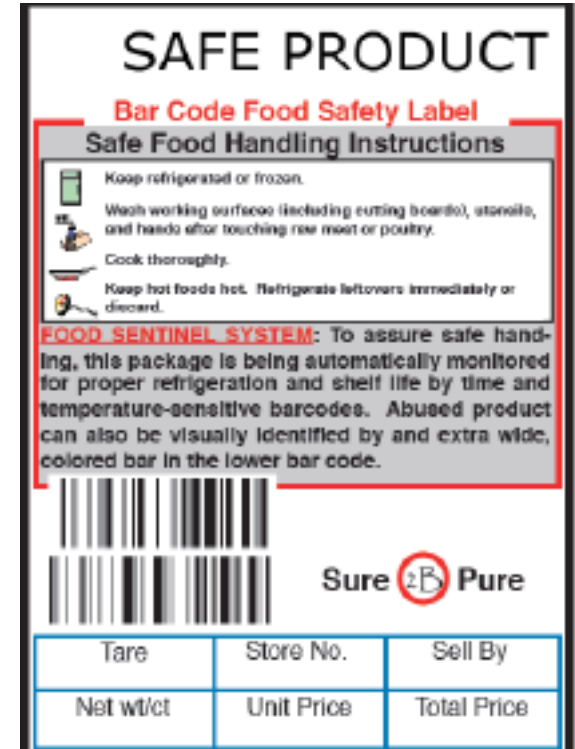 SAFE PRODUCT
Bar Code Food Safety Label
Safe Food Handling Instructions
Keep refrigerated or frozen.
Wash working surfaces (including cutting boards), utensils,
and hands after touching raw meat or poultry.
Cook thoroughly.
Keep hot foods hot. Refrigerate leftovers immediately or
discard.
FOOD SENTINEL SYSTEM: To assure safe hand-
ing, this package is being automatically monitored
for proper refrigeration and shelf life by time and
temperature-sensitive barcodes. Abused product
can also be visually identified by and extra wide,
colored bar in the lower bar code.
Sure 2B Pure
Tare Store No. Sell By
Net wt/ct Unit Price Total Price